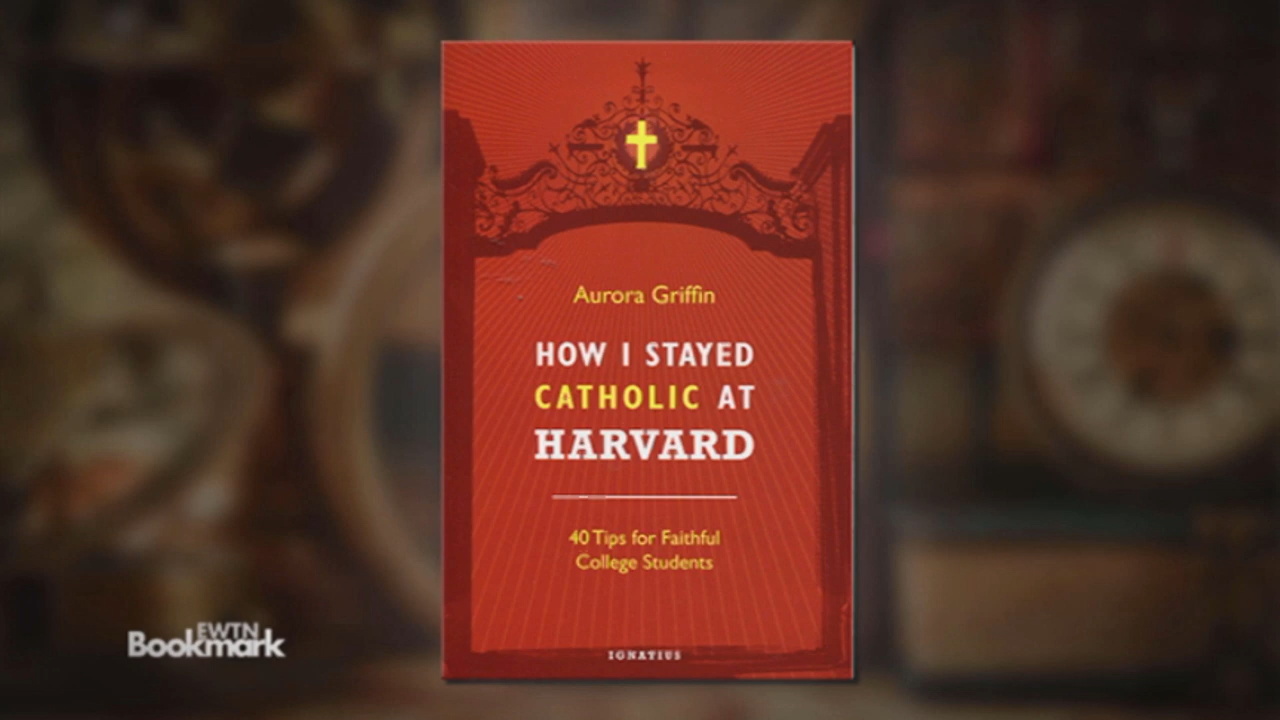 Aurora Griffin
HOW I STAYED
CATHOLIC AT
HARVARD
40 Tips for Faithful
College Students
IGNATIUS
EWTN
Bookmark